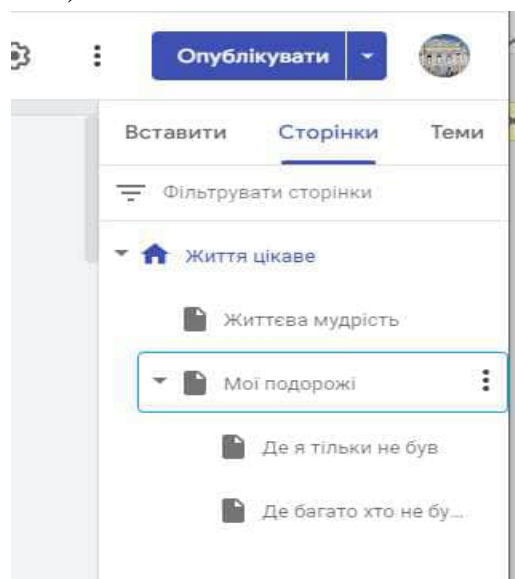 Опублікувати
Вставити Сторінки Теми
Фільтрувати сторінки
Життя цікаве
Життєва мудрість
Мої подорожі
Де я тільки не був
Де багато хто не бу...